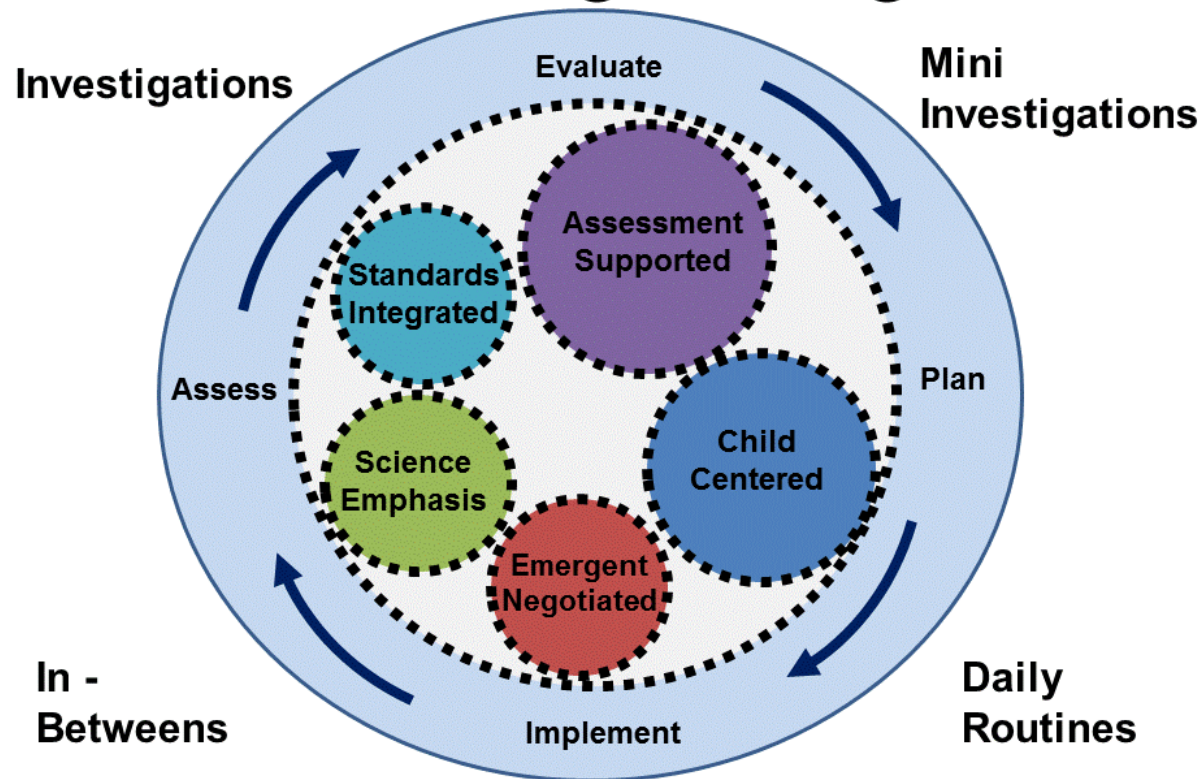 Investigations
Evaluate
Mini
Investigations
Assessment
Supported
Standards
Integrated
Assess
Plan
Child
Centered
Science
Emphasis
Emergent
Negotiated
In -
Betweens
Implement
Daily
Routines